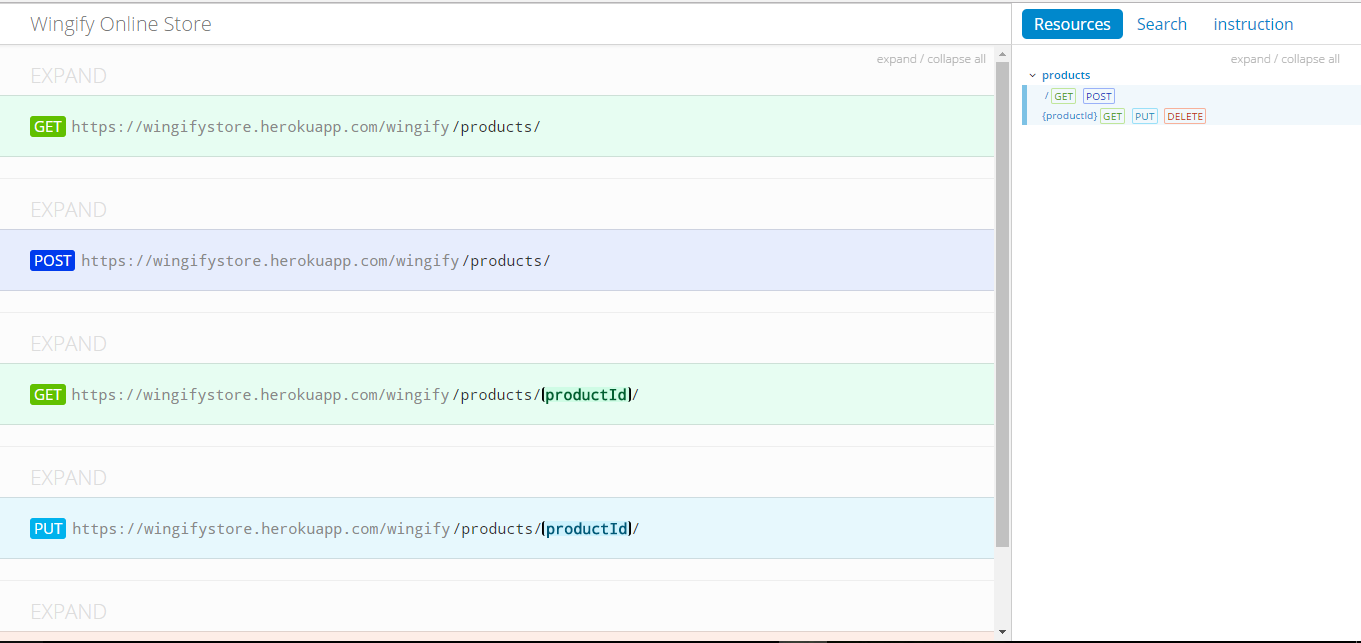 Wingify Online Store
expand / collapse all
EXPAND
GET https://wingifystore.herokuapp.com/wingify/products/
EXPAND
POST https://wingifystore.herokuapp.com/wingify/products/
EXPAND
GET https://wingifystore.herokuapp.com/wingify/products/{productId}/
EXPAND
PUT https://wingifystore.herokuapp.com/wingify/products/{productId}/
EXPAND
Resources Search instruction
expand / collapse all
products
/ GET POST
{productId} GET PUT DELETE